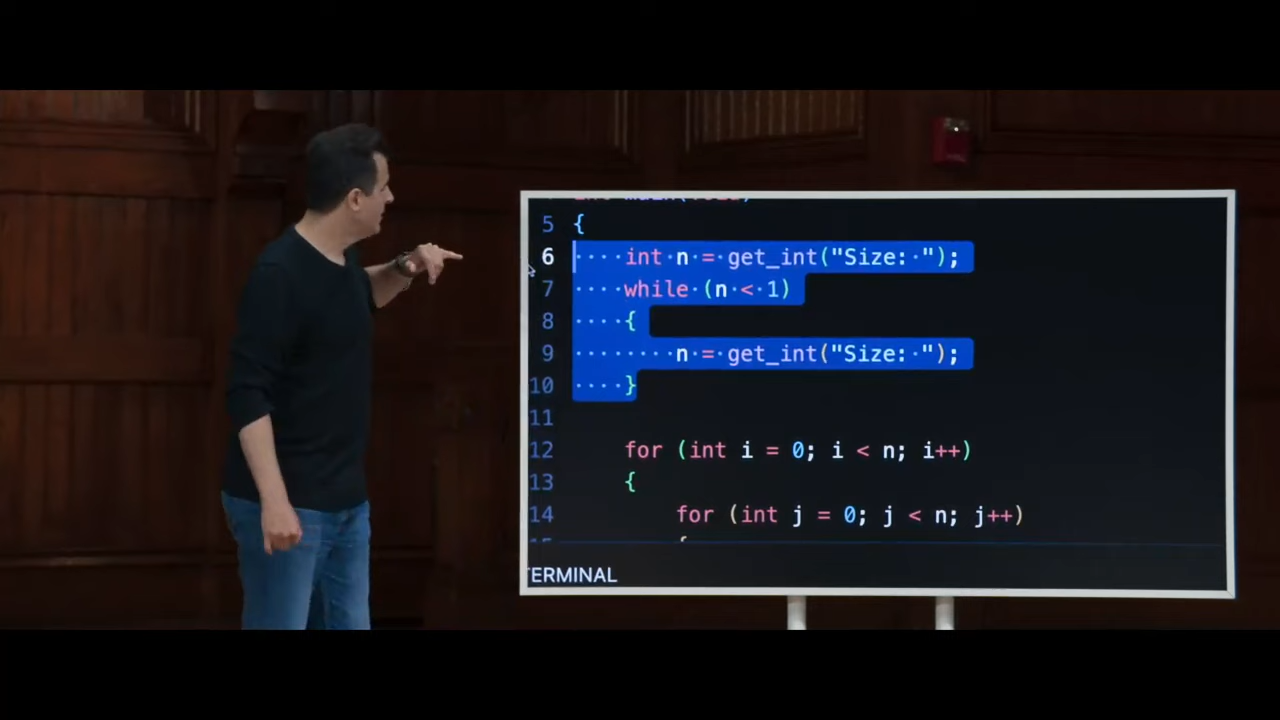 5 {
6 int n = get_int("Size: ");
7 while (n < 1)
8 {
9 n = get_int("Size: ");
10 }
11
12 for (int i = 0; i < n; i++)
13 {
14 for (int j = 0; j < n; j++)
TERMINAL